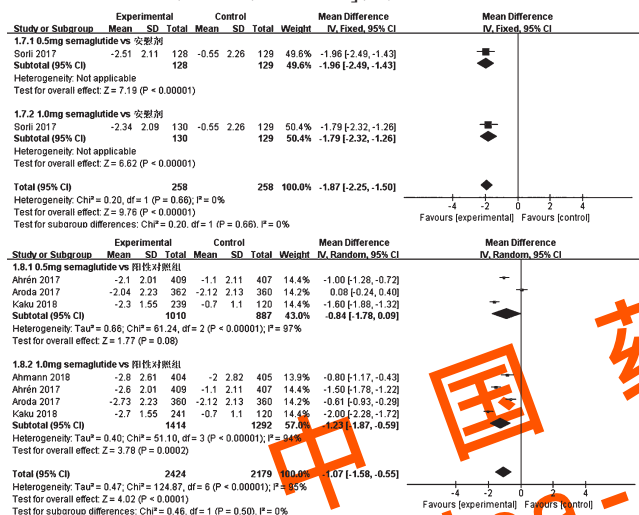 Experimental Control Mean Difference Mean Difference
Study or Subgroup Mean SD Total Mean SD Total Weight IV, Fixed, 95% CI IV, Fixed, 95% CI
1.7.1 0.5mg semaglutide vs 安慰剂
Sorli 2017 -2.51 2.11 128 -0.55 2.26 129 49.6% -1.96 [-2.49, -1.43]
Subtotal (95% CI) 128 129 49.6% -1.96 [-2.49, -1.43]
Heterogeneity: Not applicable
Test for overall effect: Z = 7.19 (P < 0.00001)
1.7.2 1.0mg semaglutide vs 安慰剂
Sorli 2017 -2.34 2.09 130 -0.55 2.26 129 50.4% -1.79 [-2.32, -1.26]
Subtotal (95% CI) 130 129 50.4% -1.79 [-2.32, -1.26]
Heterogeneity: Not applicable
Test for overall effect: Z = 6.62 (P < 0.00001)
Total (95% CI) 258 258 100.0% -1.87 [-2.25, -1.50]
Heterogeneity: Chi² = 0.20, df = 1 (P = 0.66); I² = 0%
Test for overall effect: Z = 9.76 (P < 0.00001)
Test for subgroup differences: Chi² = 0.20, df = 1 (P = 0.66), I² = 0%
-4 -2 0 2 4
Favours [experimental] Favours [control]
Experimental Control Mean Difference Mean Difference
Study or Subgroup Mean SD Total Mean SD Total Weight IV, Random, 95% CI IV, Random, 95% CI
1.8.1 0.5mg semaglutide vs 阳性对照组
Ahrén 2017 -2.1 2.01 409 -1.1 2.11 407 14.4% -1.00 [-1.28, -0.72]
Aroda 2017 -2.04 2.23 362 -2.12 2.13 360 14.4% 0.08 [-0.24, 0.40]
Kaku 2018 -2.3 1.55 239 -0.7 1.1 120 14.4% -1.60 [-1.88, -1.32]
Subtotal (95% CI) 1010 887 43.0% -0.84 [-1.78, 0.09]
Heterogeneity: Tau² = 0.66; Chi² = 61.24, df = 2 (P < 0.00001); I² = 97%
Test for overall effect: Z = 1.77 (P = 0.08)
1.8.2 1.0mg semaglutide vs 阳性对照组
Ahmann 2018 -2.8 2.61 404 -2 2.82 405 13.9% -0.80 [-1.17, -0.43]
Ahrén 2017 -2.6 2.01 409 -1.1 2.11 407 14.4% -1.50 [-1.78, -1.22]
Aroda 2017 -2.73 2.23 360 -2.12 2.13 360 14.4% -0.61 [-0.93, -0.29]
Kaku 2018 -2.7 1.55 241 -0.7 1.1 120 14.4% -2.00 [-2.28, -1.72]
Subtotal (95% CI) 1414 1292 57.0% -1.23 [-1.87, -0.59]
Heterogeneity: Tau² = 0.40; Chi² = 51.10, df = 3 (P < 0.00001); I² = 94%
Test for overall effect: Z = 3.78 (P = 0.0002)
Total (95% CI) 2424 2179 100.0% -1.07 [-1.58, -0.55]
Heterogeneity: Tau² = 0.47; Chi² = 124.87, df = 6 (P < 0.00001); I² = 95%
Test for overall effect: Z = 4.02 (P < 0.0001)
Test for subgroup differences: Chi² = 0.46, df = 1 (P = 0.50), I² = 0%
-4 -2 0 2 4
Favours [experimental] Favours [control]
中国